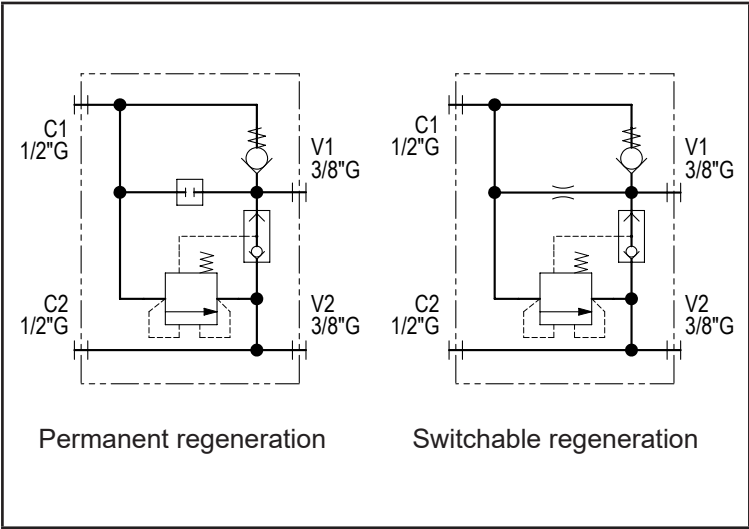 C1
1/2"G
V1
3/8"G
C2
1/2"G
V2
3/8"G
Permanent regeneration
C1
1/2"G
V1
3/8"G
C2
1/2"G
V2
3/8"G
Switchable regeneration